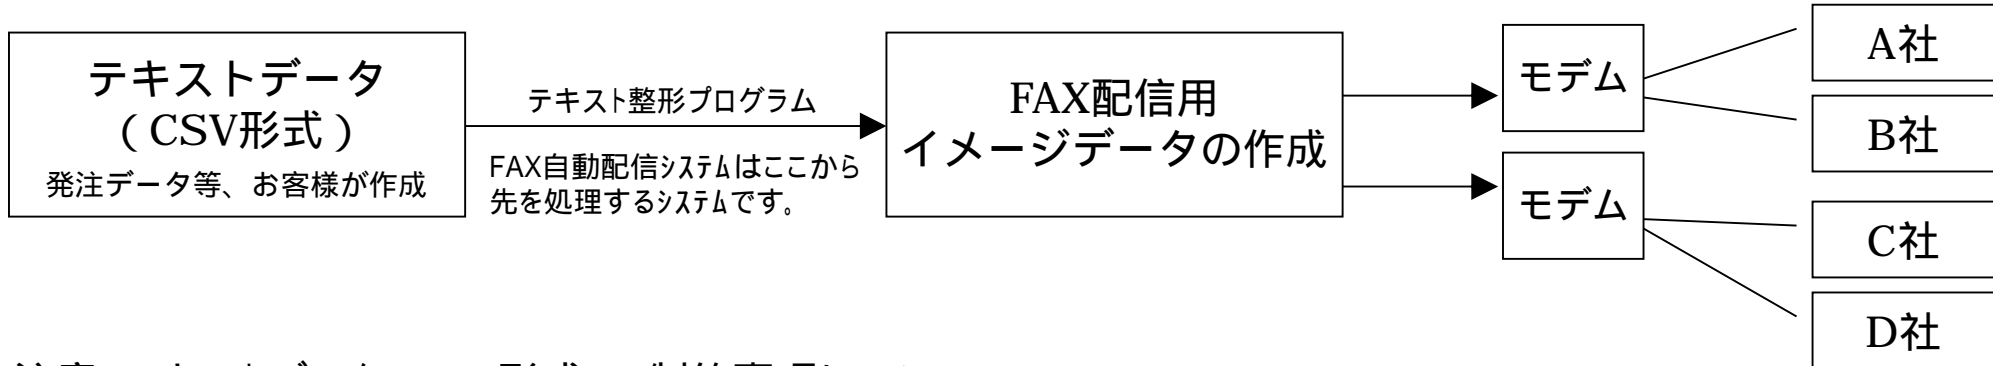 テキストデータ
（CSV形式）
発注データ等、お客様が作成
テキスト整形プログラム
FAX自動配信ｼｽﾃﾑはここから
先を処理するｼｽﾃﾑです。
FAX配信用
イメージデータの作成
モデム
モデム
A社
B社
C社
D社